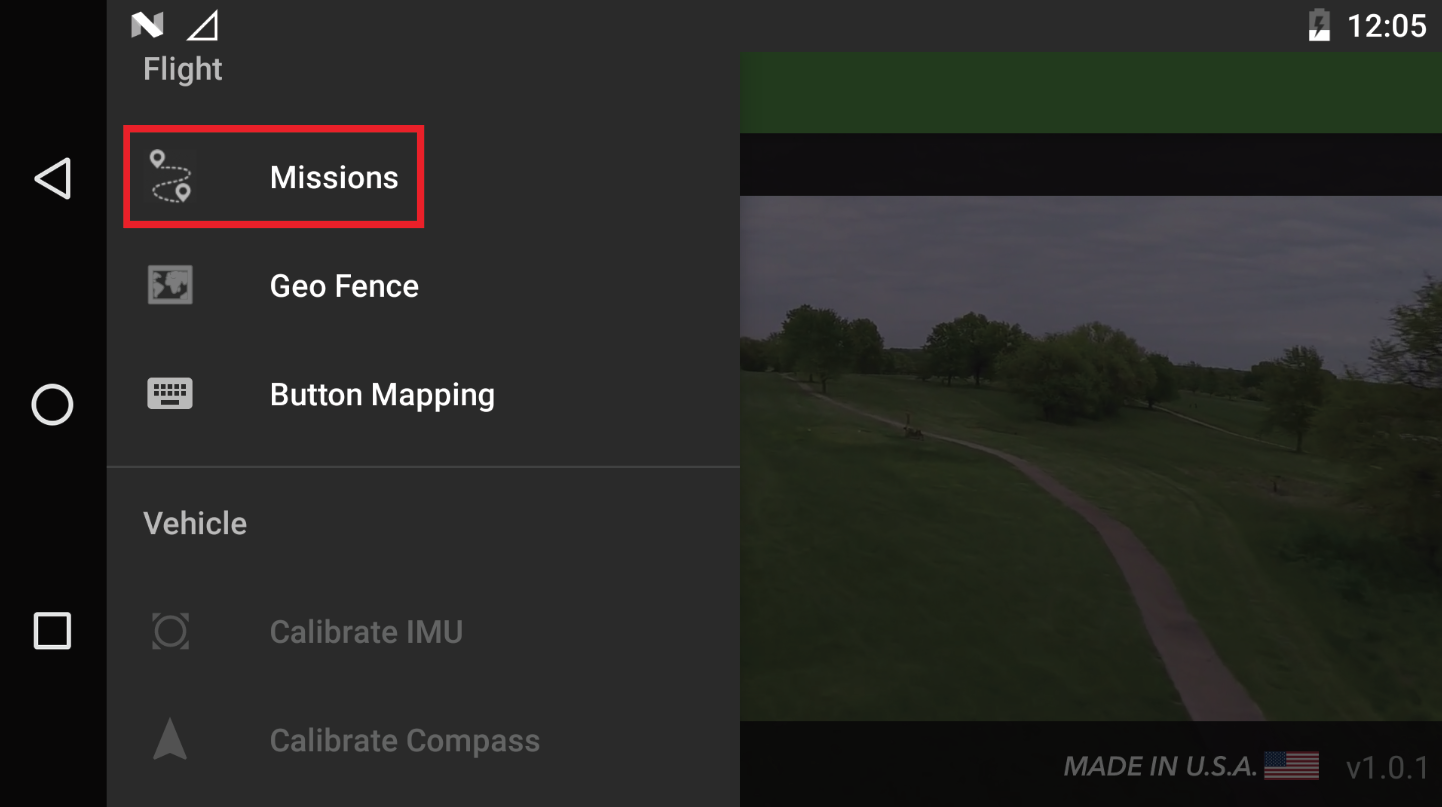 12:05
Flight
Missions
Geo Fence
Button Mapping
Vehicle
Calibrate IMU
Calibrate Compass
MADE IN U.S.A. v1.0.1